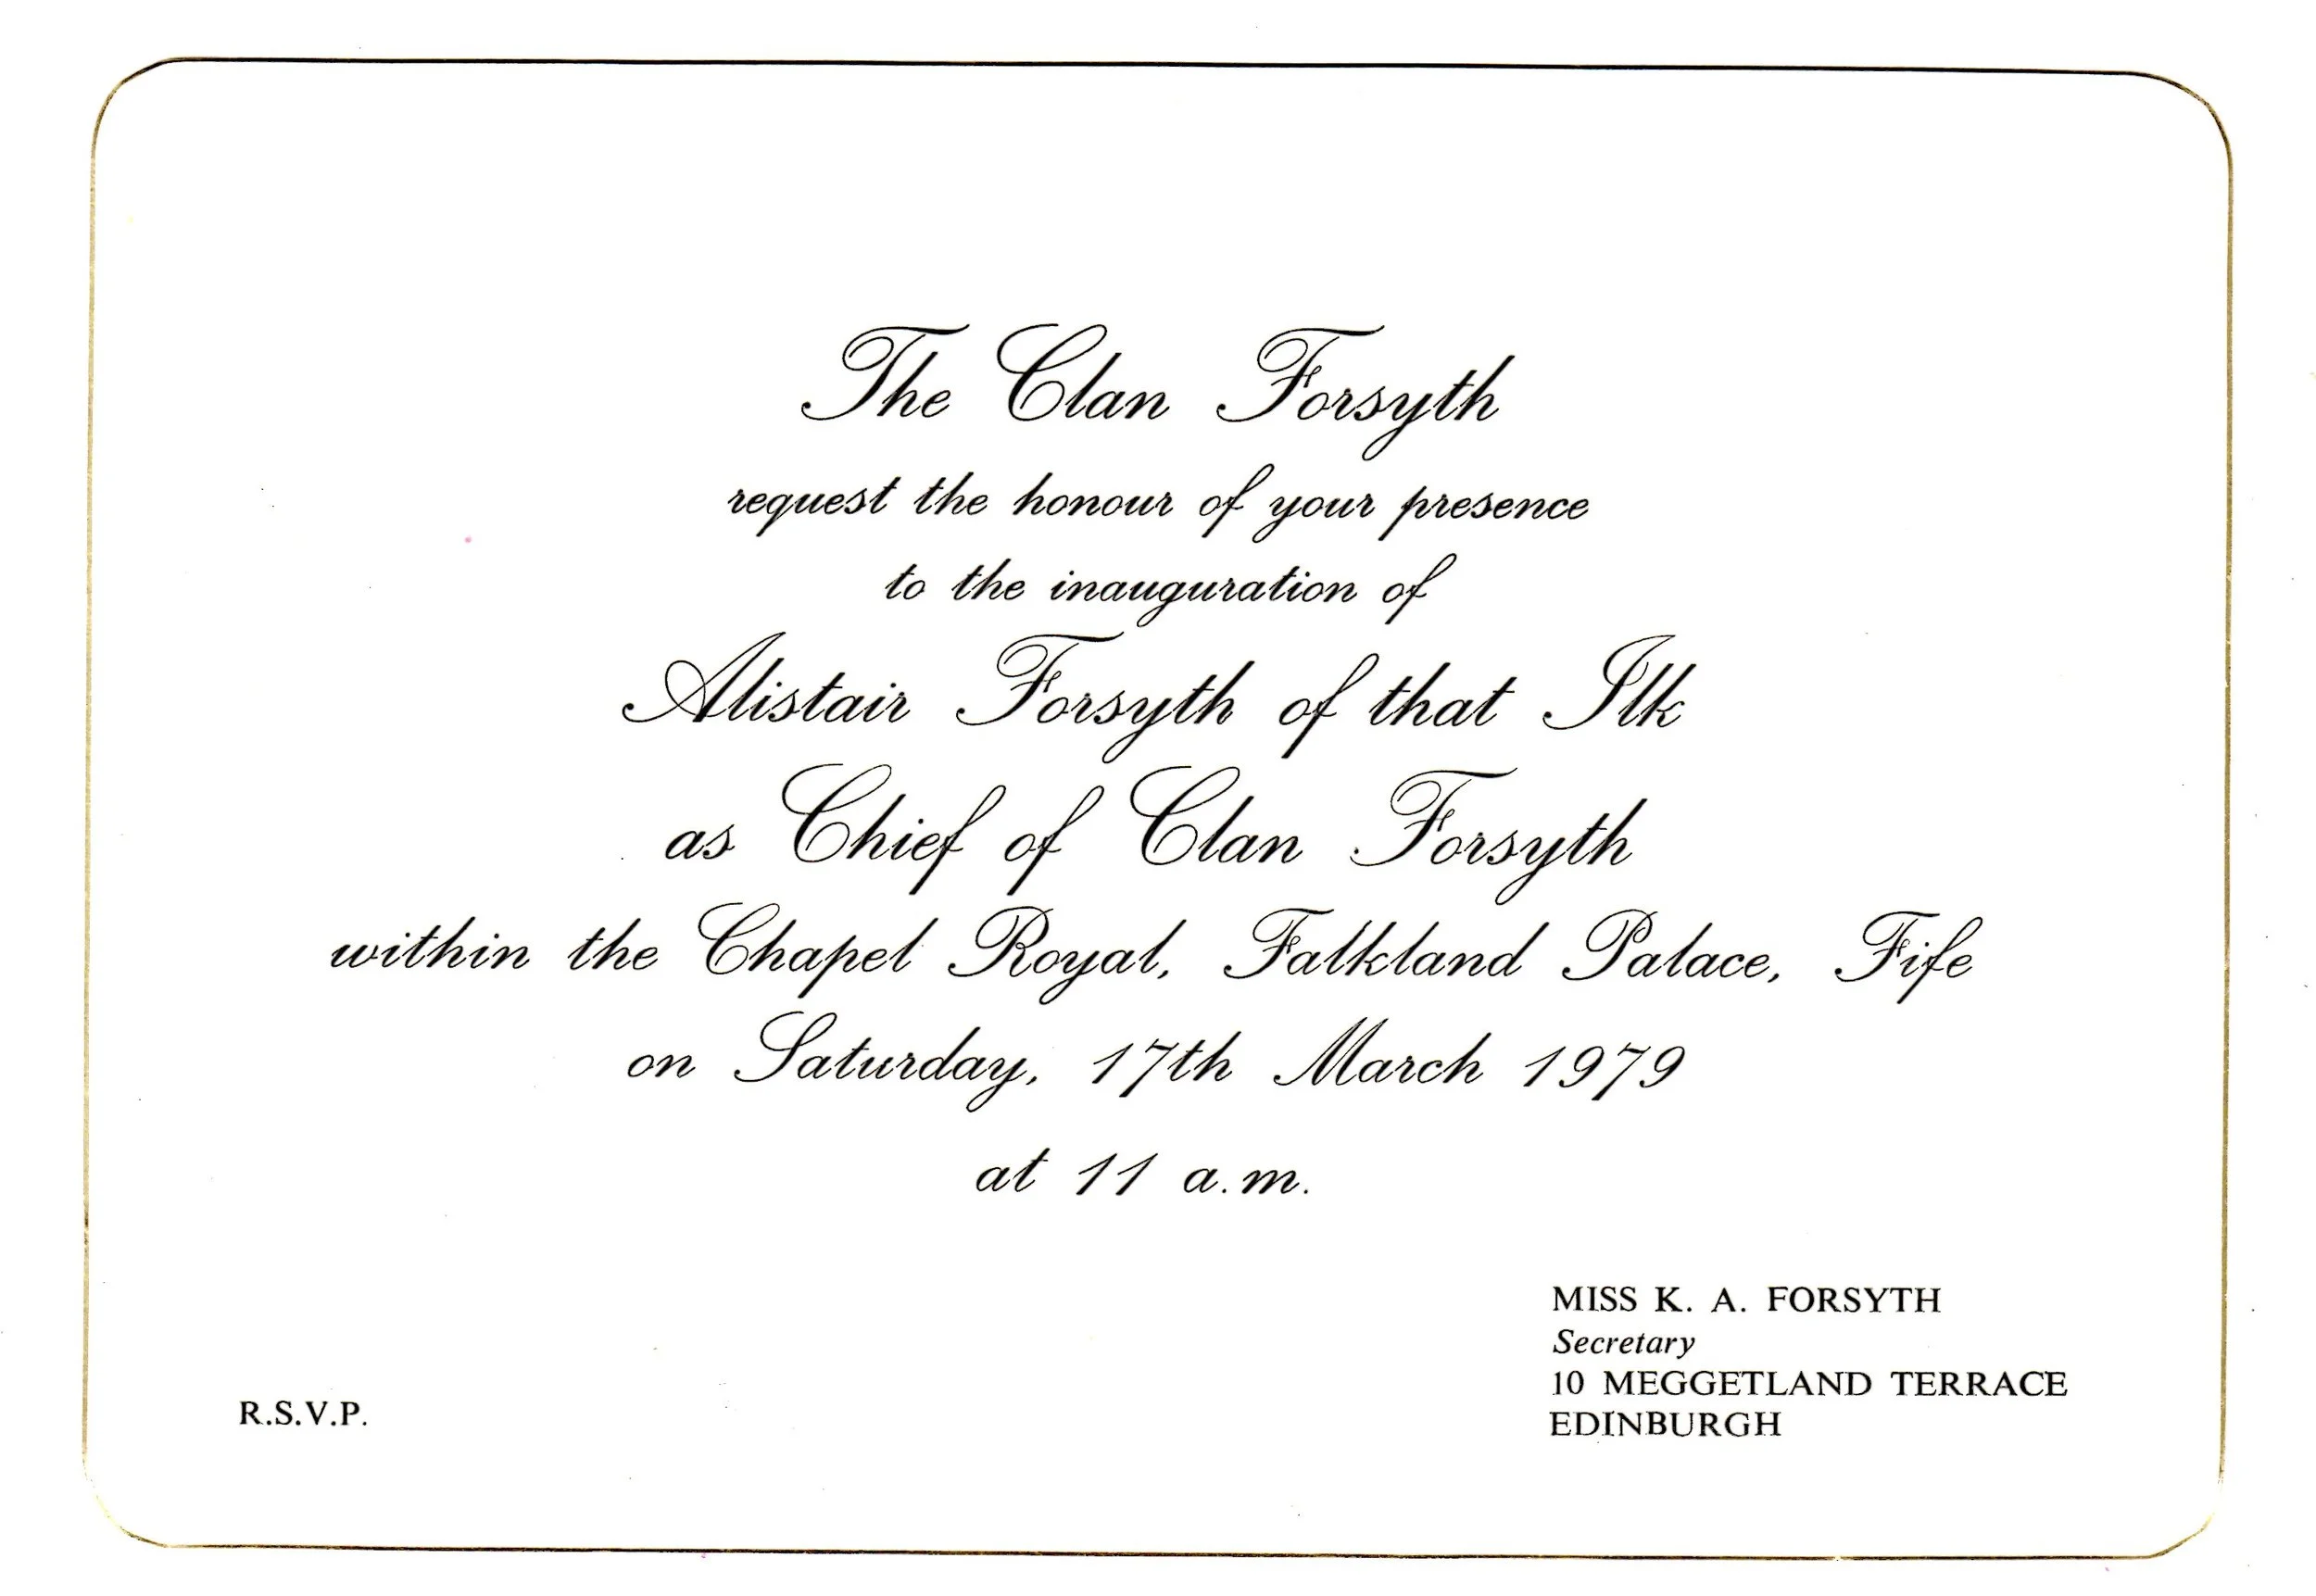 The Clan Forsyth
request the honour of your presence
to the inauguration of
Alistair Forsyth of that Ilk
as Chief of Clan Forsyth
within the Chapel Royal, Falkland Palace, Fife
on Saturday, 17th March 1979
at 11 a.m.
MISS K. A. FORSYTH
Secretary
10 MEGGETLAND TERRACE
EDINBURGH
R.S.V.P.